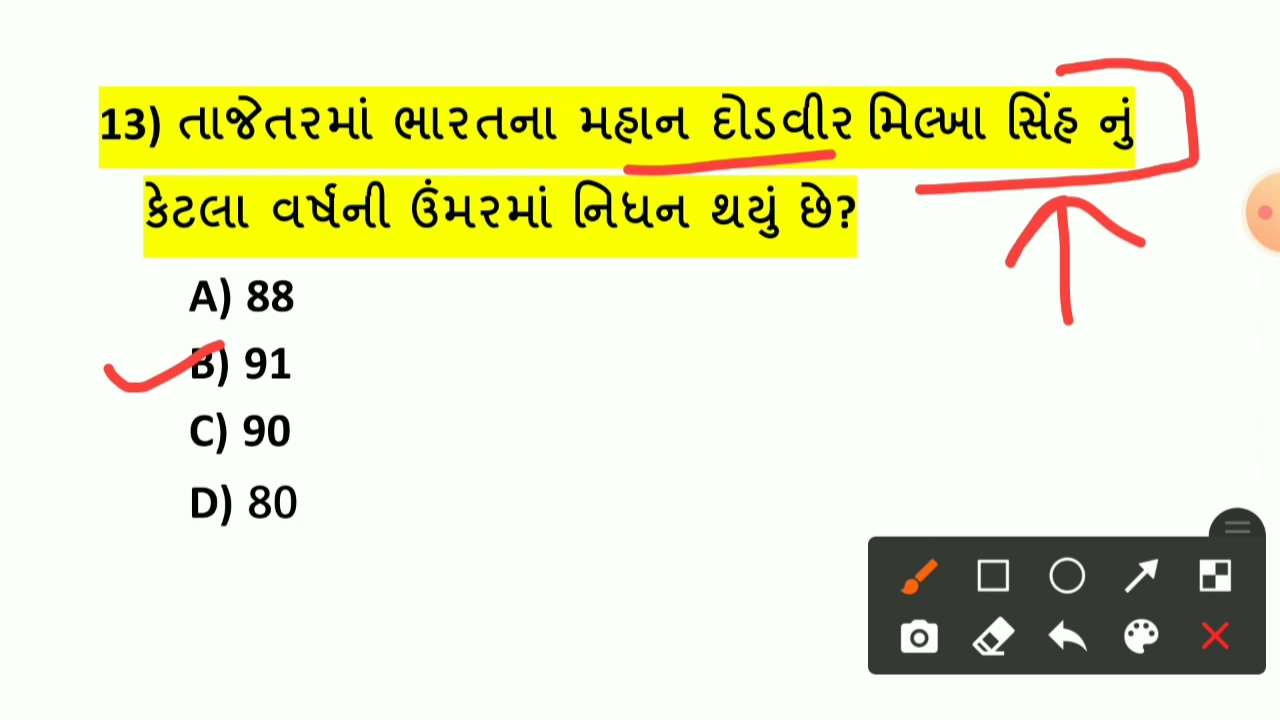 13) તાજેતરમાં ભારતના મહાન દોડવીર મિલ્ખા સિંહ નું
કેટલા વર્ષની ઉંમરમાં નિધન થયું છે?
A) 88
B) 91
C) 90
D) 80